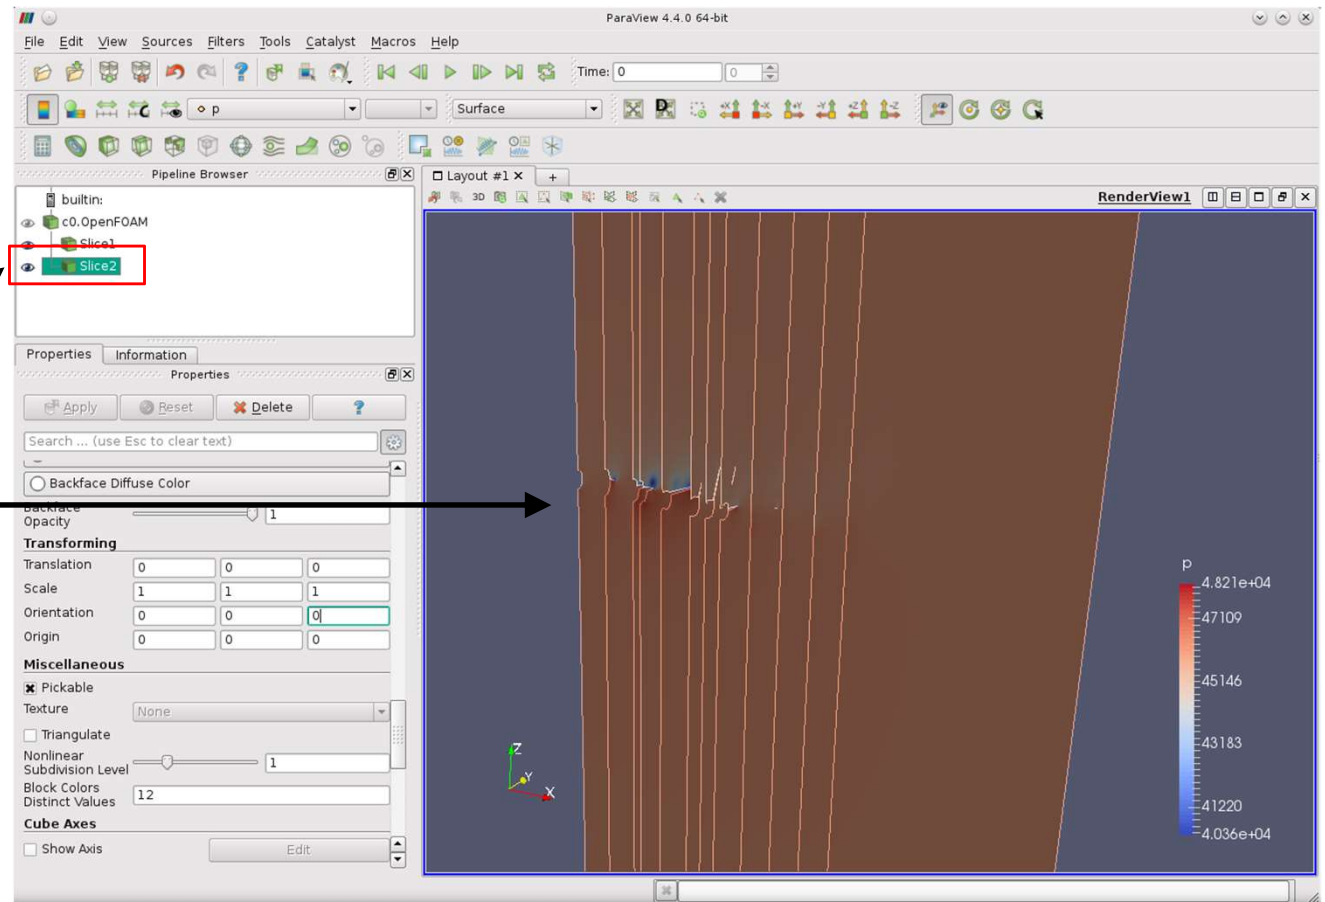 ParaView 4.4.0 64-bit
File Edit View Sources Filters Tools Catalyst Macros Help
Time: 0 0
p Surface
Pipeline Browser
Layout #1 X +
builtin:
3D RenderView1
c0.OpenFOAM
Slice1
Slice2
Properties Information
Properties
Apply Reset Delete ?
Search ... (use Esc to clear text)
Backface Diffuse Color
Backface
Opacity 1
Transforming
Translation 0 0 0
Scale 1 1 1
Orientation 0 0 0
Origin 0 0 0
Miscellaneous
Pickable
Texture None
Triangulate
Nonlinear
Subdivision Level 1
Block Colors
Distinct Values 12
Cube Axes
Show Axis Edit
Z
Y
X
p
4.821e+04
47109
45146
43183
41220
4.036e+04